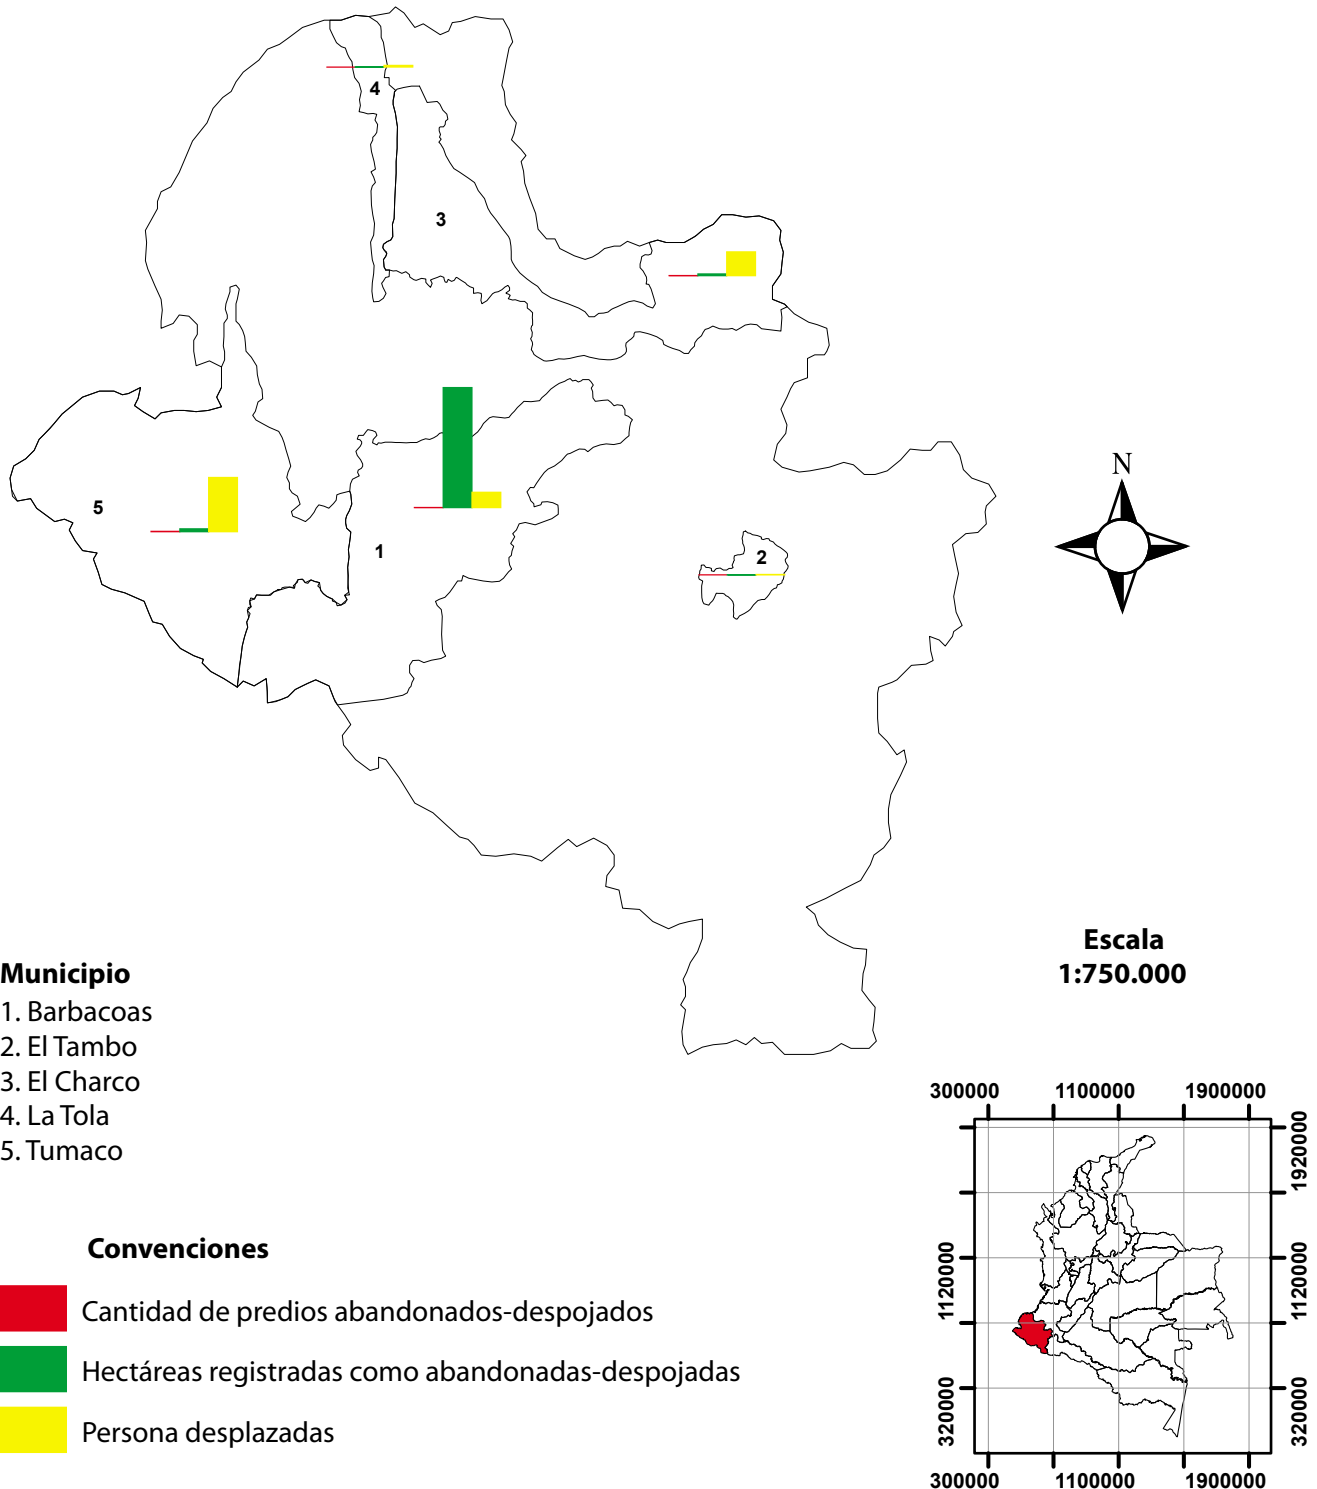 4
3
5
1
2
N
Escala
1:750.000
Municipio
1. Barbacoas
2. El Tambo
3. El Charco
4. La Tola
5. Tumaco
Convenciones
Cantidad de predios abandonados-despojados
Hectáreas registradas como abandonadas-despojadas
Persona desplazadas
300000 1100000 1900000
1920000
1120000 1120000
320000 320000
300000 1100000 1900000